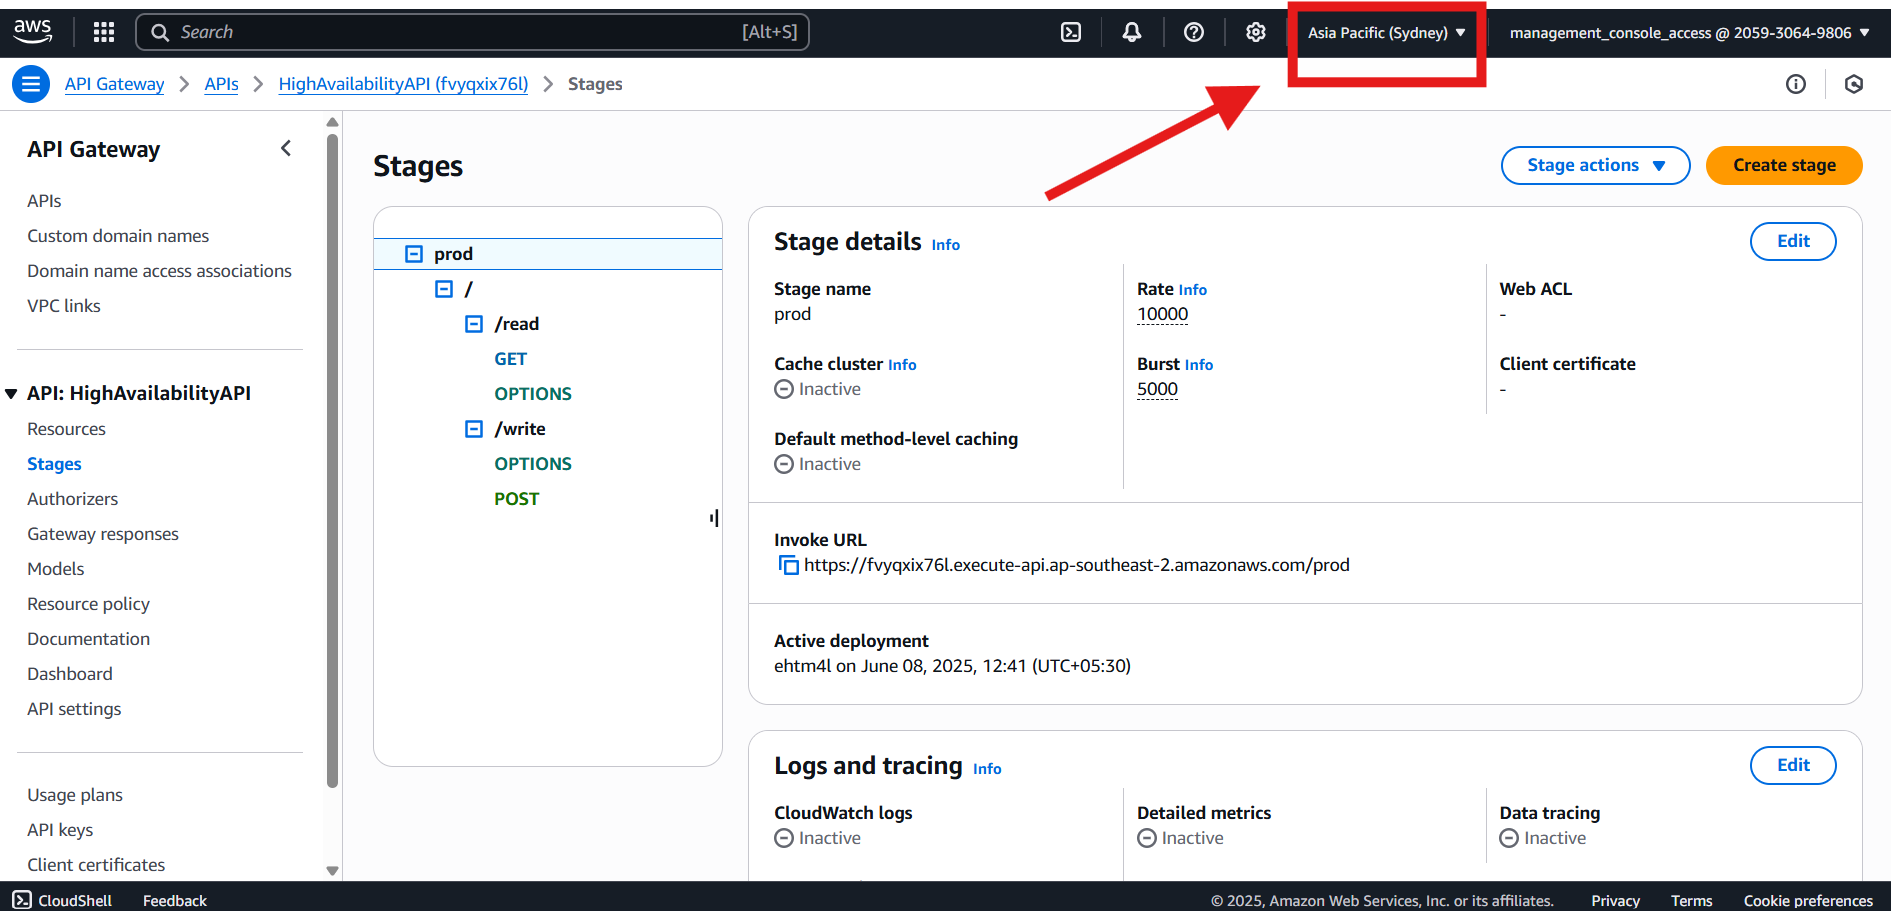 aws
Search [Alt+S]
Asia Pacific (Sydney)
management_console_access @ 2059-3064-9806
API Gateway
APIs
HighAvailabilityAPI (fvyqxix76l)
Stages
API Gateway
APIs
Custom domain names
Domain name access associations
VPC links
API: HighAvailabilityAPI
Resources
Stages
Authorizers
Gateway responses
Models
Resource policy
Documentation
Dashboard
API settings
Usage plans
API keys
Client certificates
Stages
Stage actions
Create stage
prod
/
/read
GET
OPTIONS
/write
OPTIONS
POST
Stage details Info
Edit
Stage name
prod
Rate Info
10000
Web ACL
-
Cache cluster Info
Inactive
Burst Info
5000
Client certificate
-
Default method-level caching
Inactive
Invoke URL
https://fvyqxix76l.execute-api.ap-southeast-2.amazonaws.com/prod
Active deployment
ehtm4l on June 08, 2025, 12:41 (UTC+05:30)
Logs and tracing Info
Edit
CloudWatch logs
Inactive
Detailed metrics
Inactive
Data tracing
Inactive
CloudShell
Feedback
© 2025, Amazon Web Services, Inc. or its affiliates.
Privacy
Terms
Cookie preferences